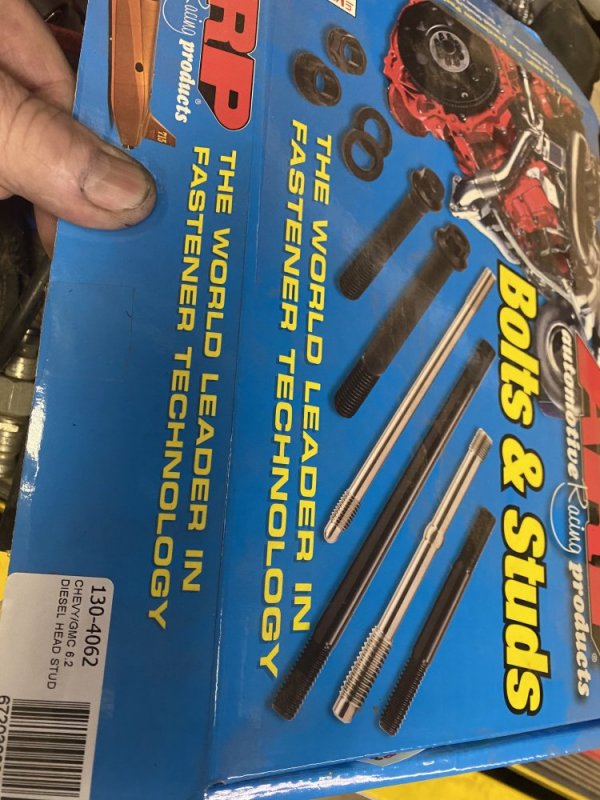 RP
Racing products®
THE WORLD LEADER IN
FASTENER TECHNOLOGY
THE WORLD LEADER IN
FASTENER TECHNOLOGY
automotive Racing products®
Bolts & Studs
130-4062
CHEVY/GMC 6.2
DIESEL HEAD STUD